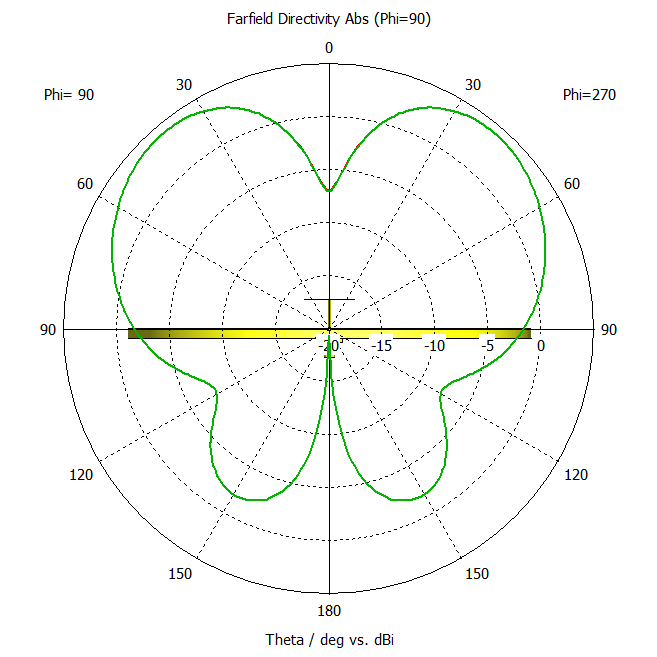 Farfield Directivity Abs (Phi=90)
0
30 30
Phi= 90 Phi=270
60 60
90 90
-20 -15 -10 -5 0
120 120
150 150
180
Theta / deg vs. dBi